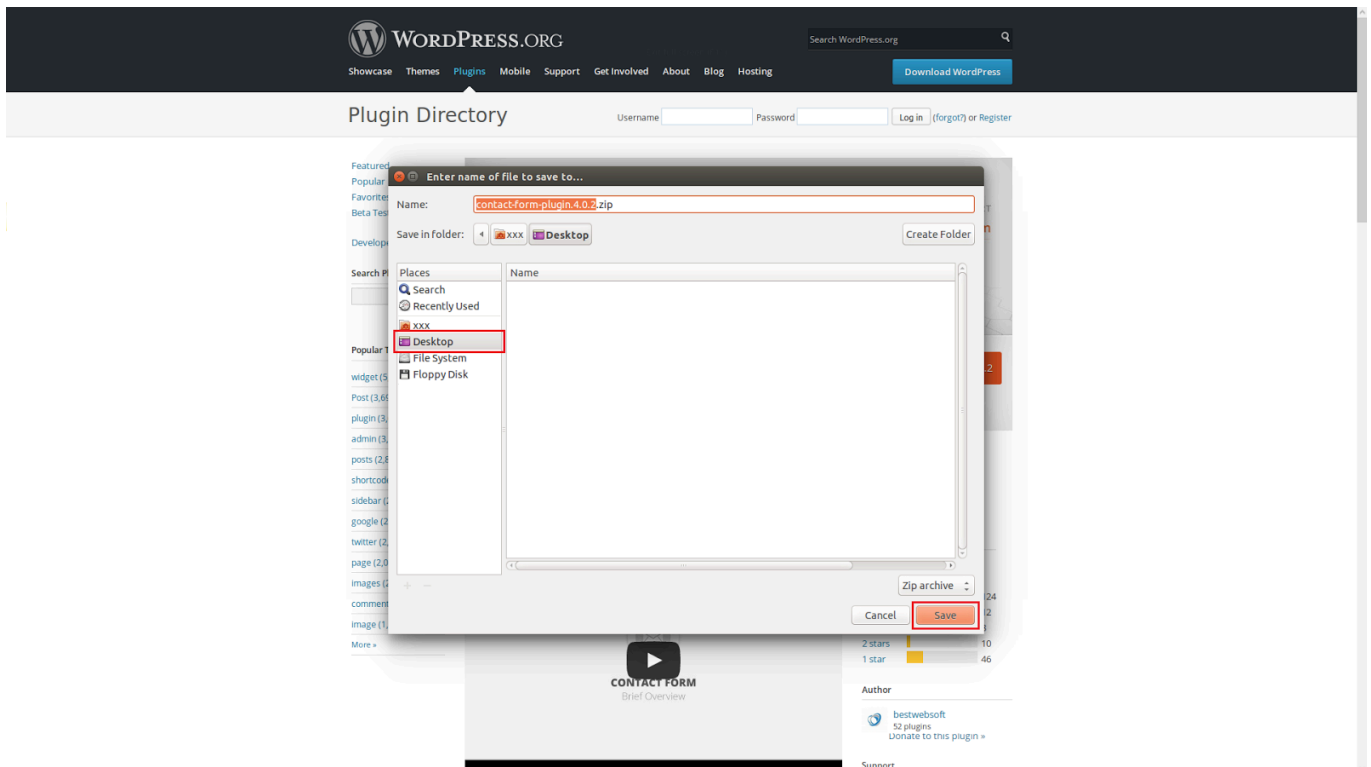 WORDPRESS.ORG
Search WordPress.org
Showcase Themes Plugins Mobile Support Get Involved About Blog Hosting
Download WordPress
Plugin Directory
Username
Password
Log in (forgot?) or Register
Featured
Popular
Favorites
Beta Tes
Develope
Search Pl
Popular T
widget (5
Post (3,69
plugin (3,
admin (3,
posts (2,8
shortcode
sidebar (2
google (2
twitter (2,
page (2,0
images (2
comment
image (1,
More »
Enter name of file to save to...
Name:
contact-form-plugin.4.0.2.zip
Save in folder:
xxx
Desktop
Create Folder
Places
Name
Search
Recently Used
xxx
Desktop
File System
Floppy Disk
Zip archive
Cancel
Save
.2
24
2
2 stars 10
1 star 46
CONTACT FORM
Brief Overview
Author
bestwebsoft
52 plugins
Donate to this plugin »
Support